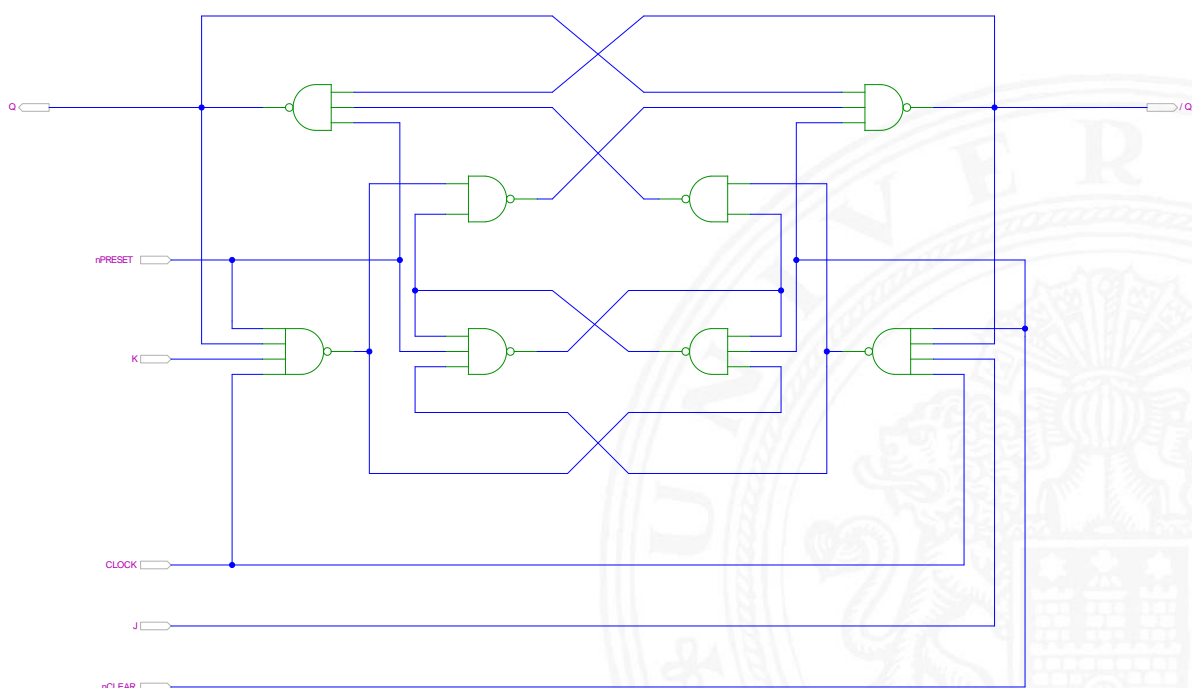 Q
/ Q
nPRESET
K
CLOCK
J
nCLEAR
U N I V E R